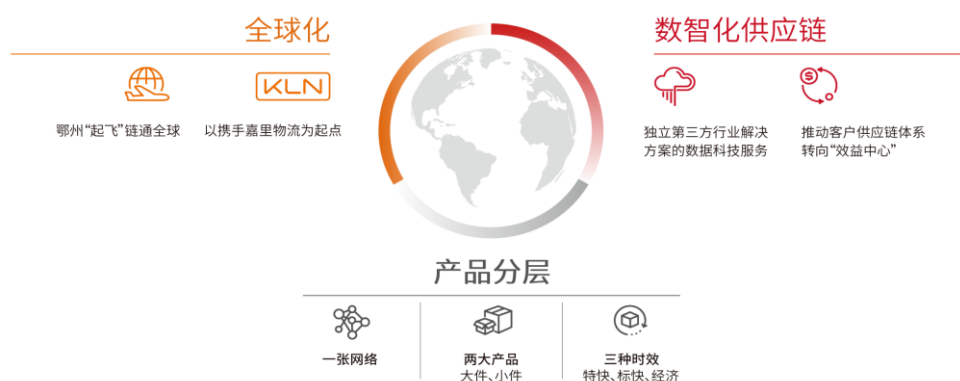 全球化
KLN
鄂州“起飞”链通全球
以携手嘉里物流为起点
数智化供应链
$
独立第三方行业解决
方案的数据科技服务
推动客户供应链体系
转向“效益中心”
产品分层
一张网络
两大产品
大件、小件
三种时效
特快、标快、经济